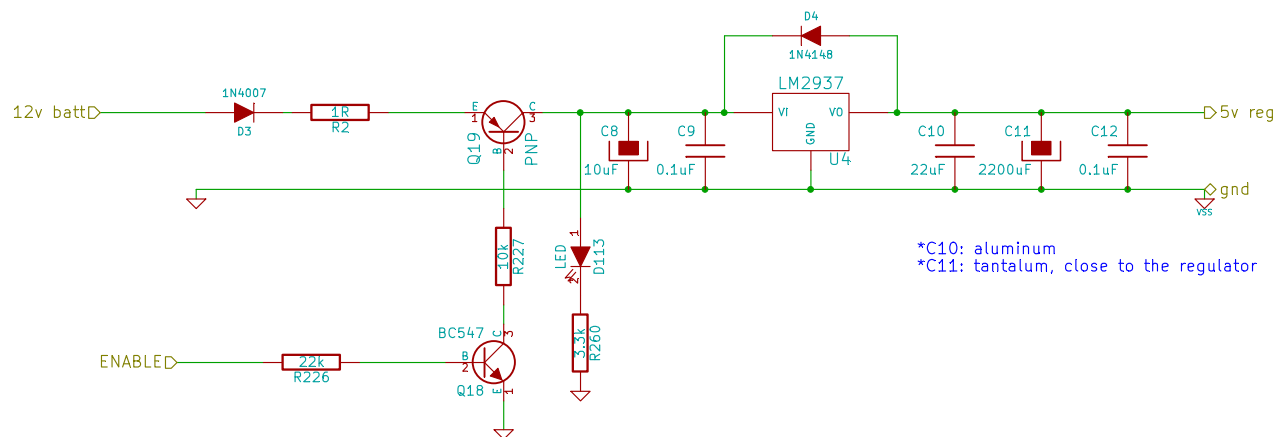 D4
1N4148
LM2937
1N4007
12v batt
D3
1R
R2
E
1
C
3
B
2
Q19
PNP
C8
10uF
C9
0.1uF
VI
VO
GND
U4
C10
22uF
C11
2200uF
C12
0.1uF
5v reg
gnd
VSS
10k
R227
LED
1
2
D113
*C10: aluminum
*C11: tantalum, close to the regulator
3.3k
R260
BC547
C
3
ENABLE
22k
R226
B
2
Q18
E
1